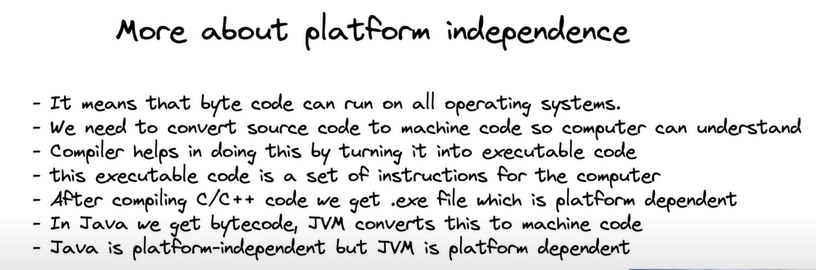 More about platform independence
- It means that byte code can run on all operating systems.
- We need to convert source code to machine code so computer can understand
- Compiler helps in doing this by turning it into executable code
- this executable code is a set of instructions for the computer
- After compiling C/C++ code we get .exe file which is platform dependent
- In Java we get bytecode, JVM converts this to machine code
- Java is platform-independent but JVM is platform dependent